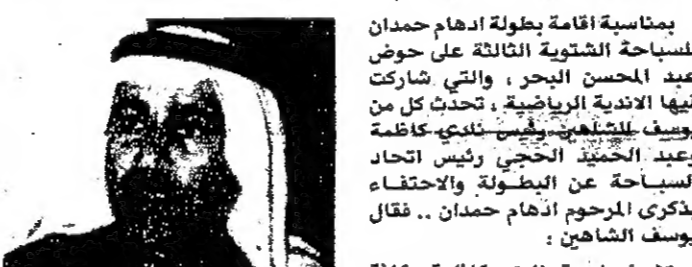 بمناسبة اقامة بطولة ادهام حمدان
للسباحة الشتوية الثالثة على حوض
عبد المحسن البحر ، والتي شاركت
فيها الاندية الرياضية ، تحدث كل من
يوسف الشاهين رئيس نادي كاظمة
وعبد الحميد الحجي رئيس اتحاد
السباحة عن البطولة والاحتفاء
بذكرى المرحوم ادهام حمدان .. فقال
يوسف الشاهين :